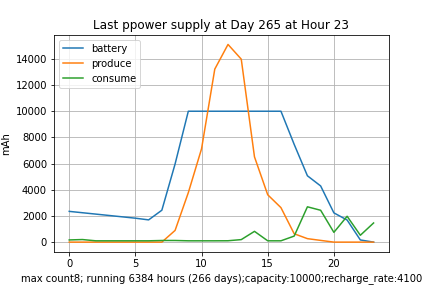 Last ppower supply at Day 265 at Hour 23
battery
produce
consume
14000
12000
10000
8000
6000
4000
2000
0
mAh
0 5 10 15 20
max count8; running 6384 hours (266 days);capacity:10000;recharge_rate:4100